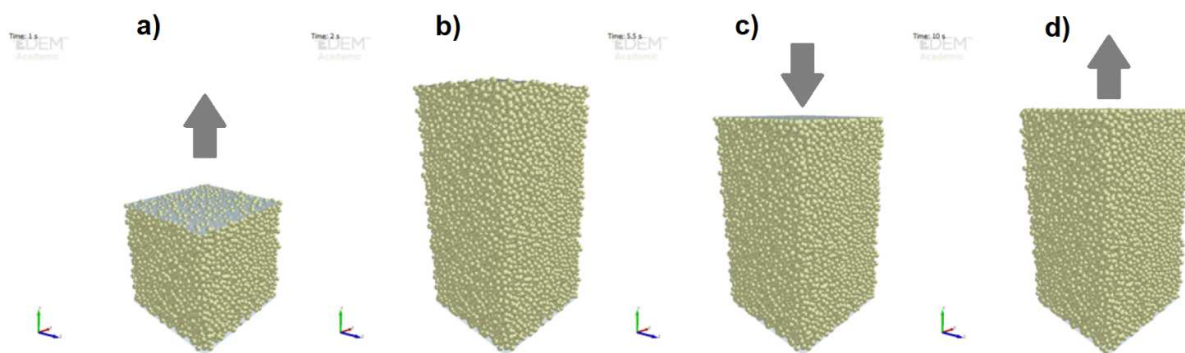 a)
Time: 1 s
EDEM
Academic
b)
Time: 2 s
EDEM
Academic
c)
Time: 5.5 s
EDEM
Academic
d)
Time: 10 s
EDEM
Academic